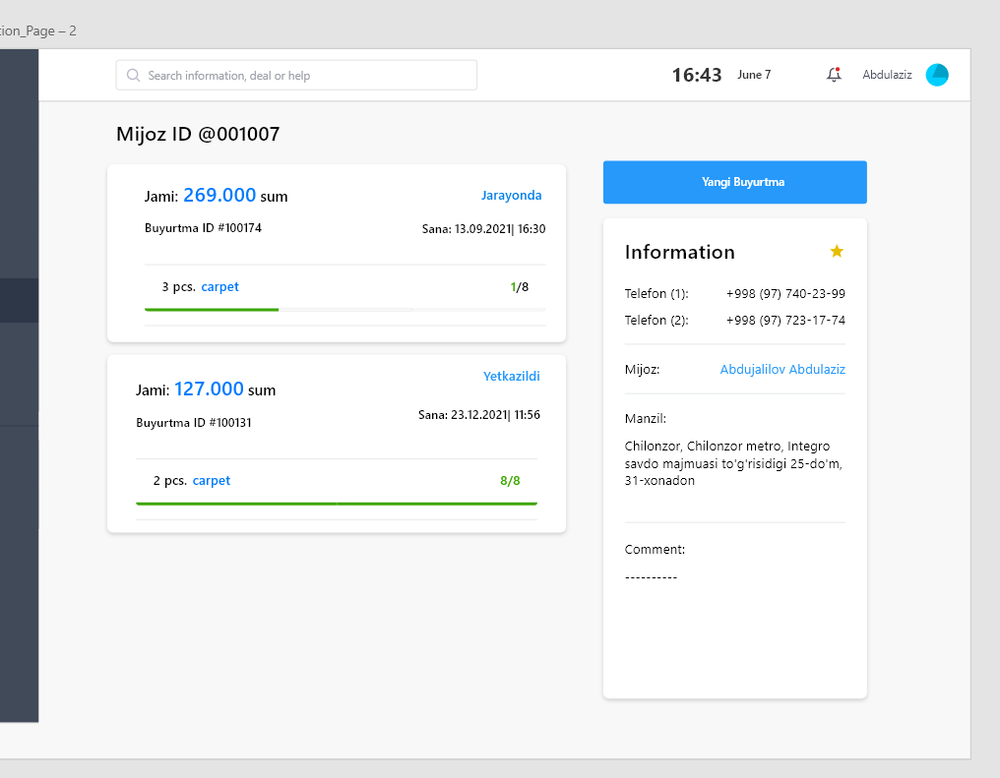 tion_Page – 2
Search information, deal or help
16:43 June 7
Abdulaziz
Mijoz ID @001007
Jami: 269.000 sum
Jarayonda
Buyurtma ID #100174
Sana: 13.09.2021| 16:30
3 pcs. carpet
1/8
Jami: 127.000 sum
Yetkazildi
Buyurtma ID #100131
Sana: 23.12.2021| 11:56
2 pcs. carpet
8/8
Yangi Buyurtma
Information
Telefon (1): +998 (97) 740-23-99
Telefon (2): +998 (97) 723-17-74
Mijoz: Abdujalilov Abdulaziz
Manzil:
Chilonzor, Chilonzor metro, Integro
savdo majmuasi to'g'risidigi 25-do'm,
31-xonadon
Comment:
----------